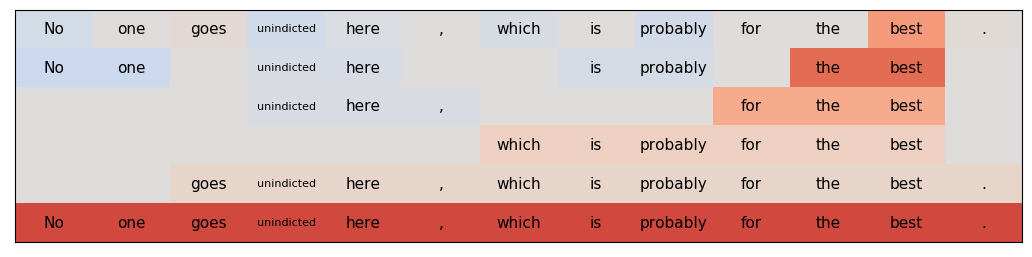 No one goes unindicted here , which is probably for the best .
No one unindicted here is probably the best
unindicted here , for the best
which is probably for the best
goes unindicted here , which is probably for the best .
No one goes unindicted here , which is probably for the best .